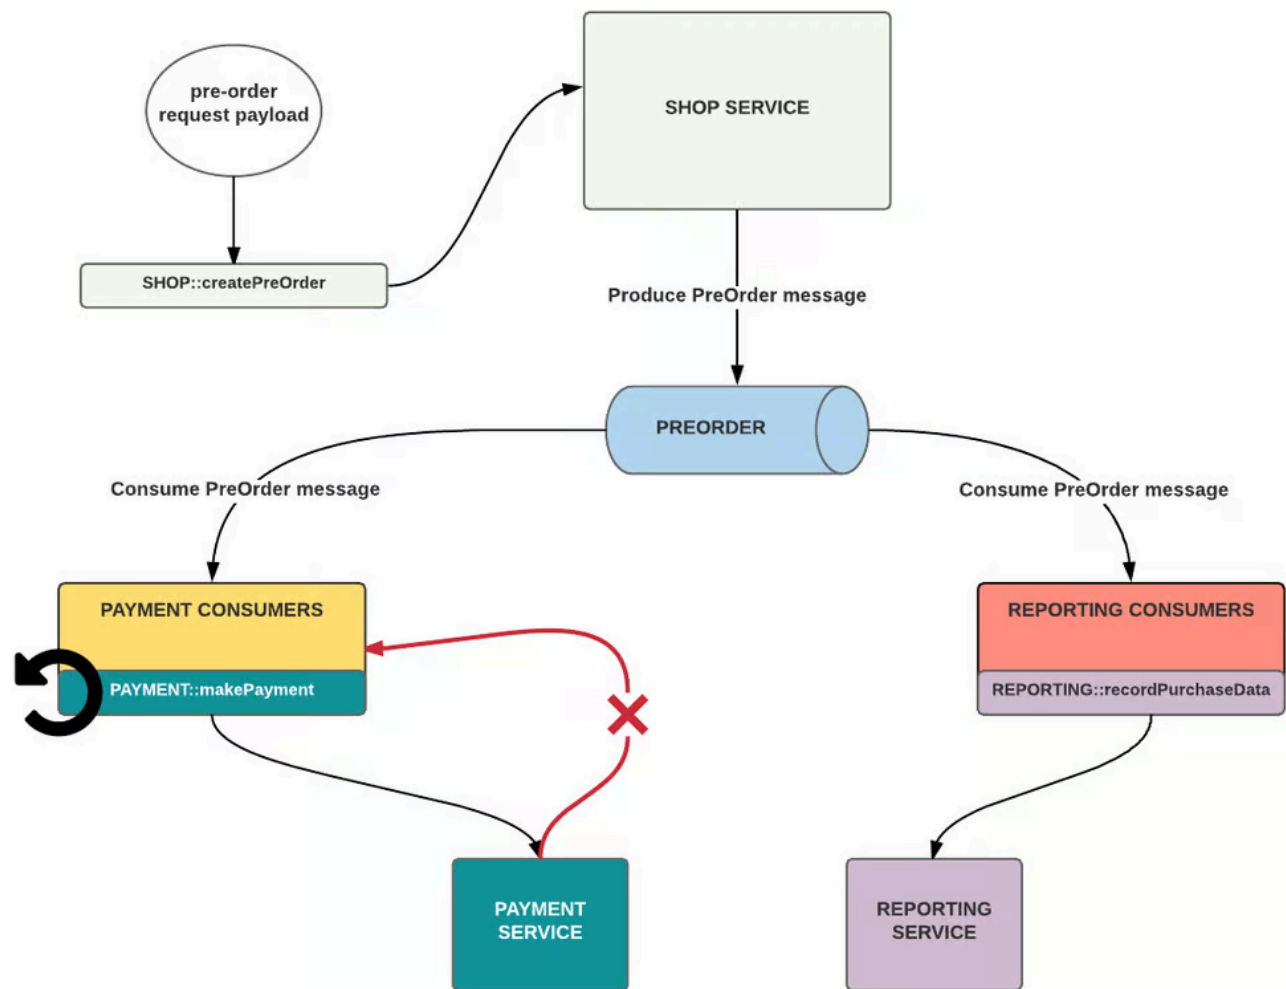 pre-order
request payload
SHOP SERVICE
SHOP::createPreOrder
Produce PreOrder message
PREORDER
Consume PreOrder message
Consume PreOrder message
PAYMENT CONSUMERS
REPORTING CONSUMERS
PAYMENT::makePayment
REPORTING::recordPurchaseData
PAYMENT
SERVICE
REPORTING
SERVICE